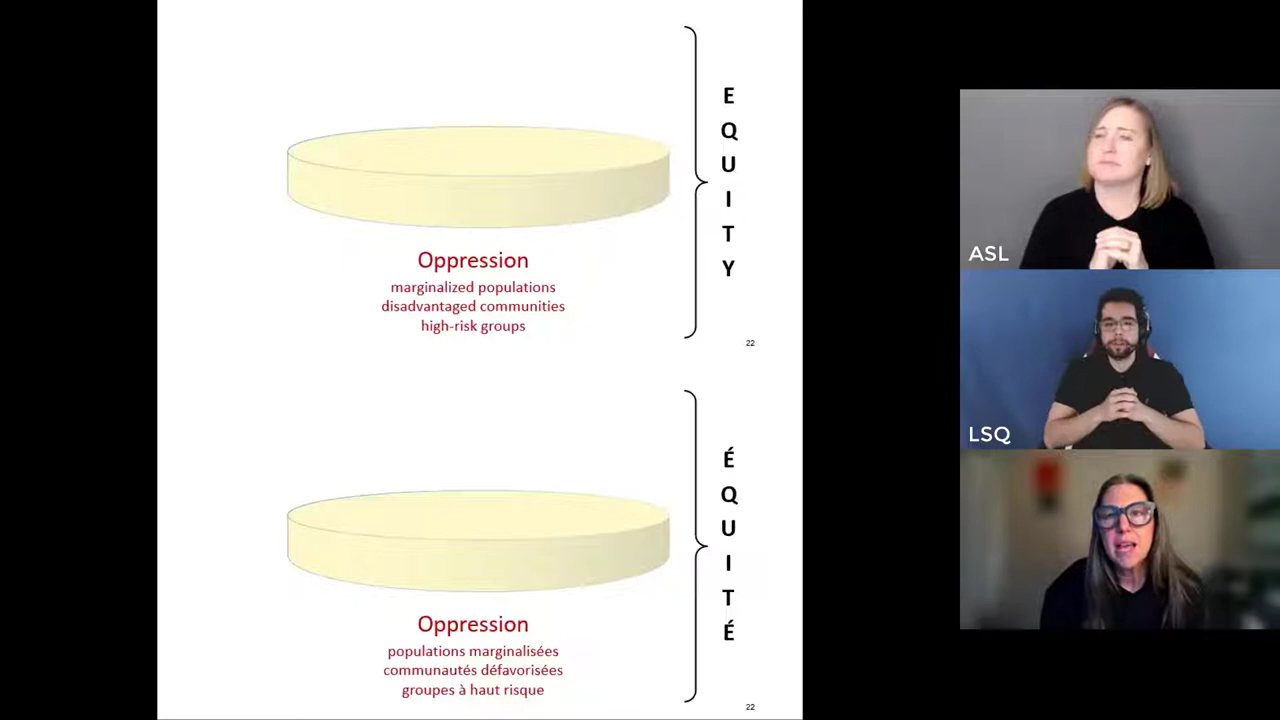 E
Q
U
I
T
Y
Oppression
marginalized populations
disadvantaged communities
high-risk groups
22
É
Q
U
I
T
É
Oppression
populations marginalisées
communautés défavorisées
groupes à haut risque
22
ASL
LSQ